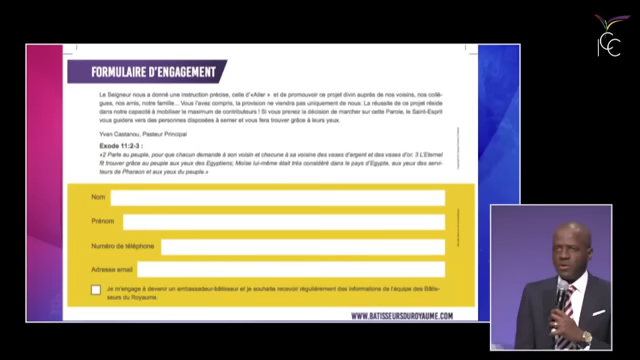 ICC
FORMULAIRE D'ENGAGEMENT
Le Seigneur nous a donné une instruction précise, celle d'«Aller » et de promouvoir ce projet divin auprès de nos voisins, nos collè-
gues, nos amis, notre famille... Vous l'avez compris, la provision ne viendra pas uniquement de nous: La réussite de ce projet réside
dans notre capacité à mobiliser le maximum de contributeurs ! Si vous prenez la décision de marcher sur cette Parole, le Saint-Esprit
vous guidera vers des personnes disposées à semer et vous fera trouver grâce à leurs yeux.
Yvan Castanou, Pasteur Principal
Exode 11:2-3 :
«2 Parle au peuple, pour que chacun demande à son voisin et chacune à sa voisine des vases d'argent et des vases d'or. 3 L'Eternel
fit trouver grâce au peuple aux yeux des Egyptiens; Moïse lui-même était très considéré dans le pays d'Egypte, aux yeux des servi-
teurs de Pharaon et aux yeux du peuple.»
Nom
Prénom
Numéro de téléphone
Adresse email
Je m'engage à devenir un ambassadeur-bâtisseur et je souhaite recevoir régulièrement des informations de l'équipe des Bâtis-
seurs du Royaume.
WWW.BATISSEURSDUROYAUME.COM